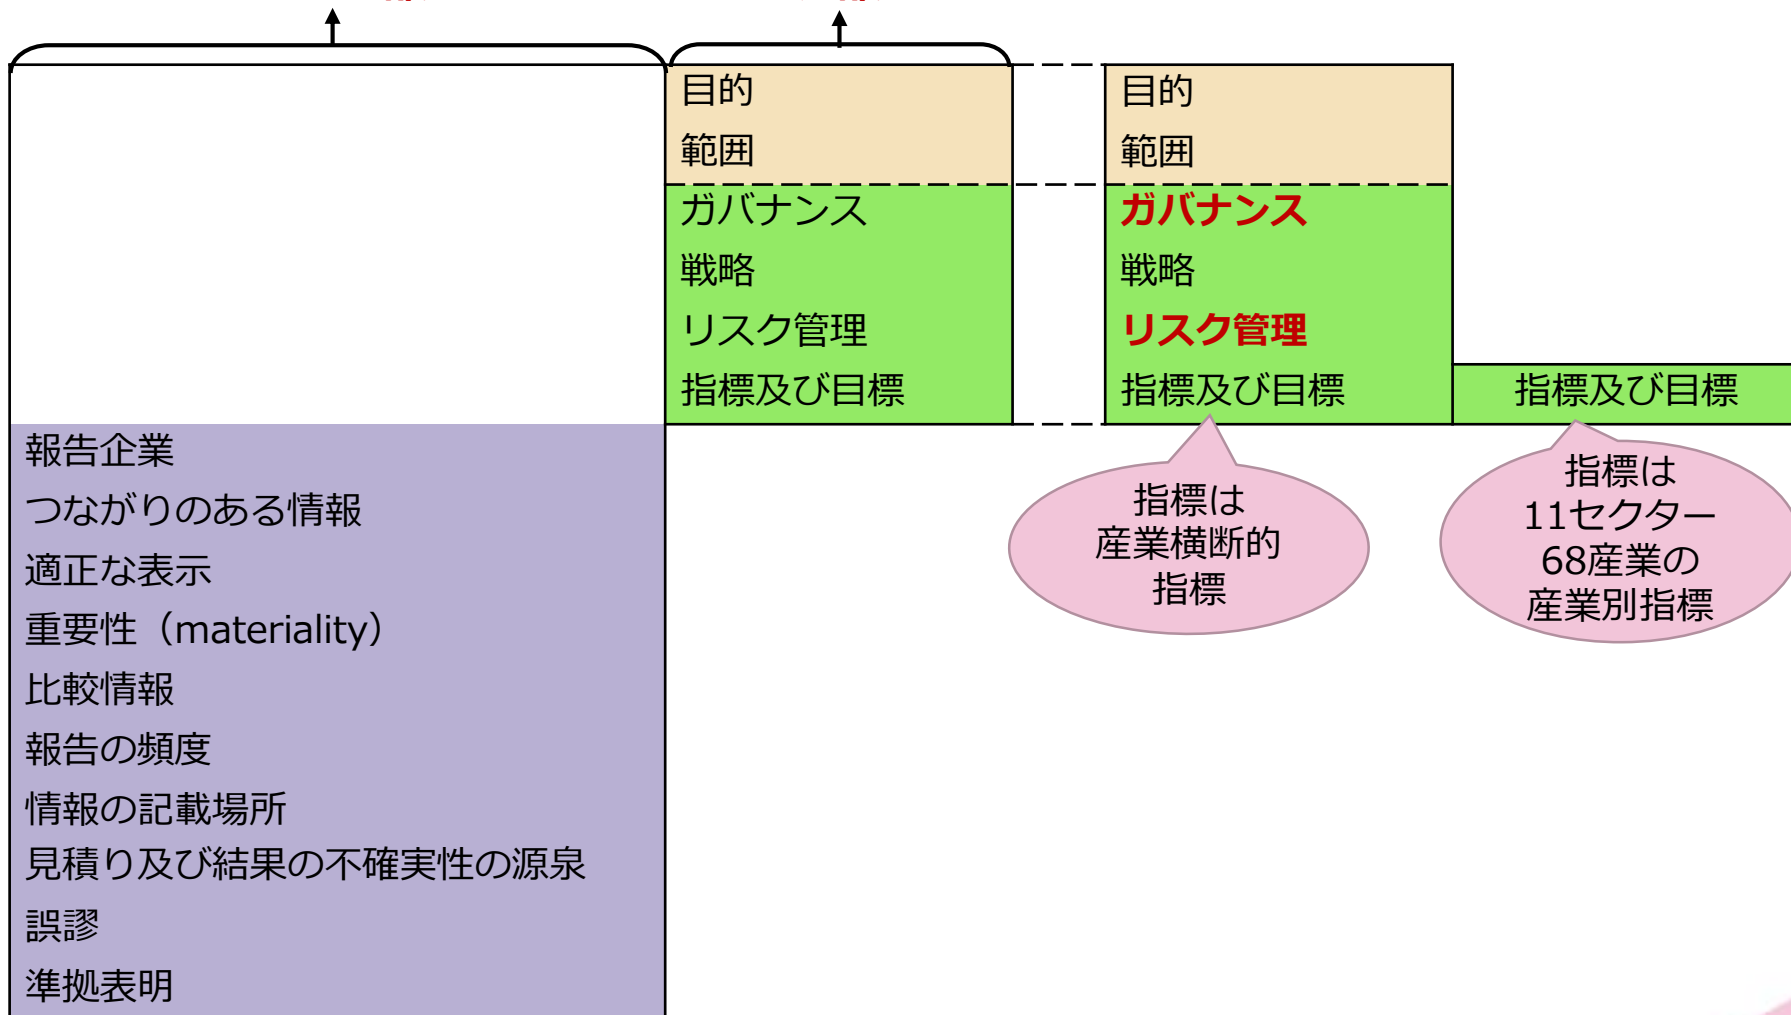 目的
範囲
ガバナンス
戦略
リスク管理
指標及び目標
目的
範囲
ガバナンス
戦略
リスク管理
指標及び目標
指標及び目標
報告企業
つながりのある情報
適正な表示
重要性（materiality）
比較情報
報告の頻度
情報の記載場所
見積り及び結果の不確実性の源泉
誤謬
準拠表明
指標は
産業横断的
指標
指標は
11セクター
68産業の
産業別指標